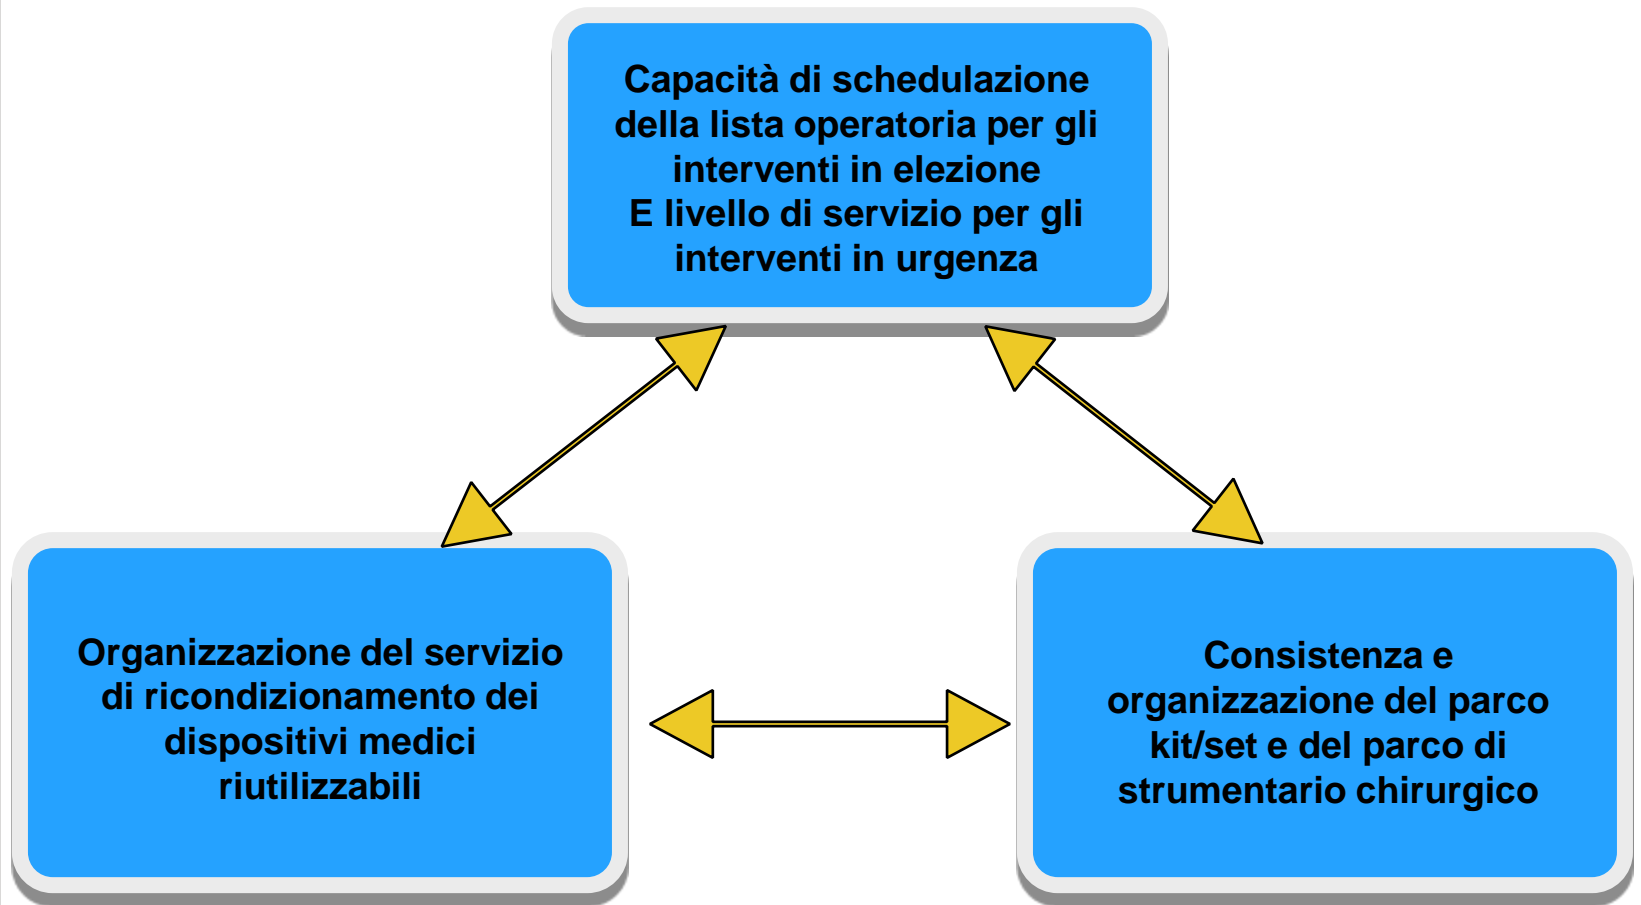 Capacità di schedulazione
della lista operatoria per gli
interventi in elezione
E livello di servizio per gli
interventi in urgenza
Organizzazione del servizio
di ricondizionamento dei
dispositivi medici
riutilizzabili
Consistenza e
organizzazione del parco
kit/set e del parco di
strumentario chirurgico